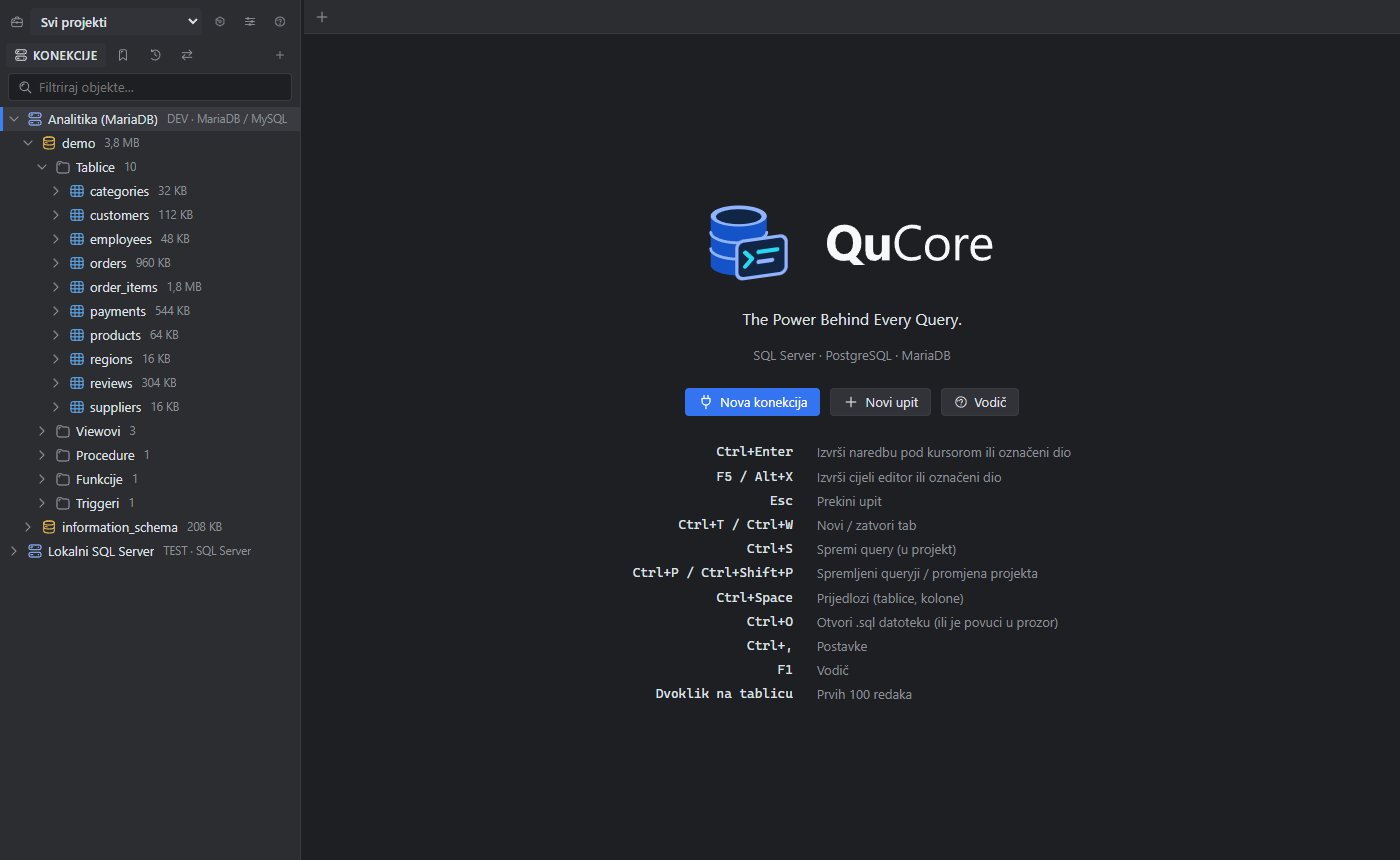 Svi projekti
KONEKCIJE
Filtriraj objekte...
Analitika (MariaDB) DEV · MariaDB / MySQL
demo 3,8 MB
Tablice 10
categories 32 KB
customers 112 KB
employees 48 KB
orders 960 KB
order_items 1,8 MB
payments 544 KB
products 64 KB
regions 16 KB
reviews 304 KB
suppliers 16 KB
Viewovi 3
Procedure 1
Funkcije 1
Triggeri 1
information_schema 208 KB
Lokalni SQL Server TEST · SQL Server
QuCore
The Power Behind Every Query.
SQL Server · PostgreSQL · MariaDB
Nova konekcija
Novi upit
Vodič
Ctrl+Enter Izvrši naredbu pod kursorom ili označeni dio
F5 / Alt+X Izvrši cijeli editor ili označeni dio
Esc Prekini upit
Ctrl+T / Ctrl+W Novi / zatvori tab
Ctrl+S Spremi query (u projekt)
Ctrl+P / Ctrl+Shift+P Spremljeni queryji / promjena projekta
Ctrl+Space Prijedlozi (tablice, kolone)
Ctrl+O Otvori .sql datoteku (ili je povuci u prozor)
Ctrl+, Postavke
F1 Vodič
Dvoklik na tablicu Prvih 100 redaka